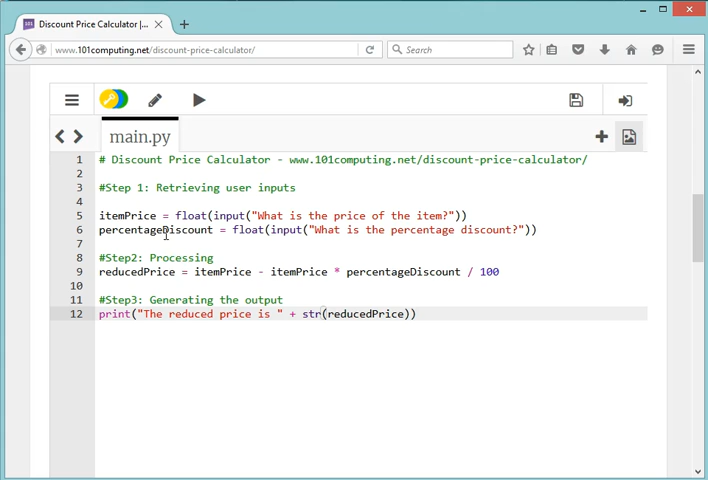 Discount Price Calculator |...
www.101computing.net/discount-price-calculator/
Search
main.py
1 # Discount Price Calculator - www.101computing.net/discount-price-calculator/
2
3 #Step 1: Retrieving user inputs
4
5 itemPrice = float(input("What is the price of the item?"))
6 percentageDiscount = float(input("What is the percentage discount?"))
7
8 #Step2: Processing
9 reducedPrice = itemPrice - itemPrice * percentageDiscount / 100
10
11 #Step3: Generating the output
12 print("The reduced price is " + str(reducedPrice))